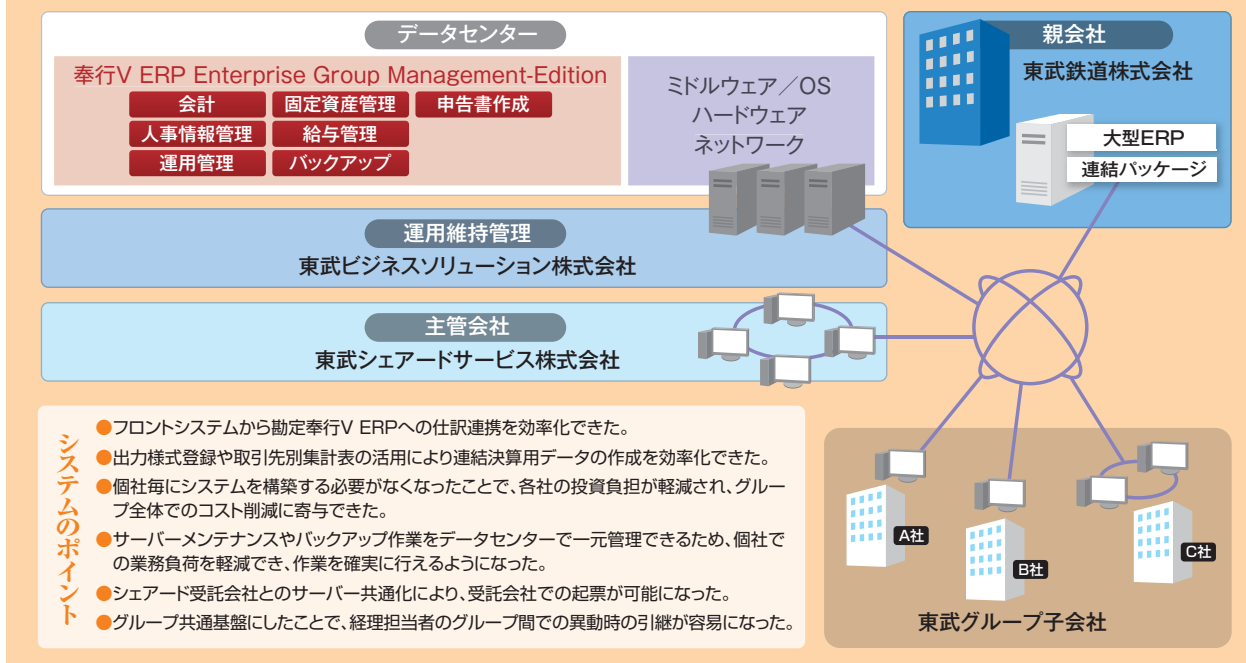 データセンター
奉行V ERP Enterprise Group Management-Edition
会計
固定資産管理
申告書作成
人事情報管理
給与管理
運用管理
バックアップ
ミドルウェア／OS
ハードウェア
ネットワーク
親会社
東武鉄道株式会社
大型ERP
連結パッケージ
運用維持管理
東武ビジネスソリューション株式会社
主管会社
東武シェアードサービス株式会社
システムのポイント
●フロントシステムから勘定奉行V ERPへの仕訳連携を効率化できた。
●出力様式登録や取引先別集計表の活用により連結決算用データの作成を効率化できた。
●個社毎にシステムを構築する必要がなくなったことで、各社の投資負担が軽減され、グルー
プ全体でのコスト削減に寄与できた。
●サーバーメンテナンスやバックアップ作業をデータセンターで一元管理できるため、個社で
の業務負荷を軽減でき、作業を確実に行えるようになった。
●シェアード受託会社とのサーバー共通化により、受託会社での起票が可能になった。
●グループ共通基盤にしたことで、経理担当者のグループ間での異動時の引継が容易になった。
A社
B社
C社
東武グループ子会社